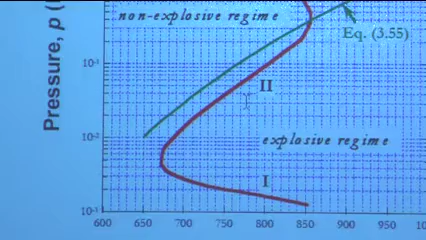 non-explosive regime
Eq. (3.55)
Pressure, p (
10⁻¹
II
10⁻²
explosive regime
I
10⁻³
600 650 700 750 800 850 900 950